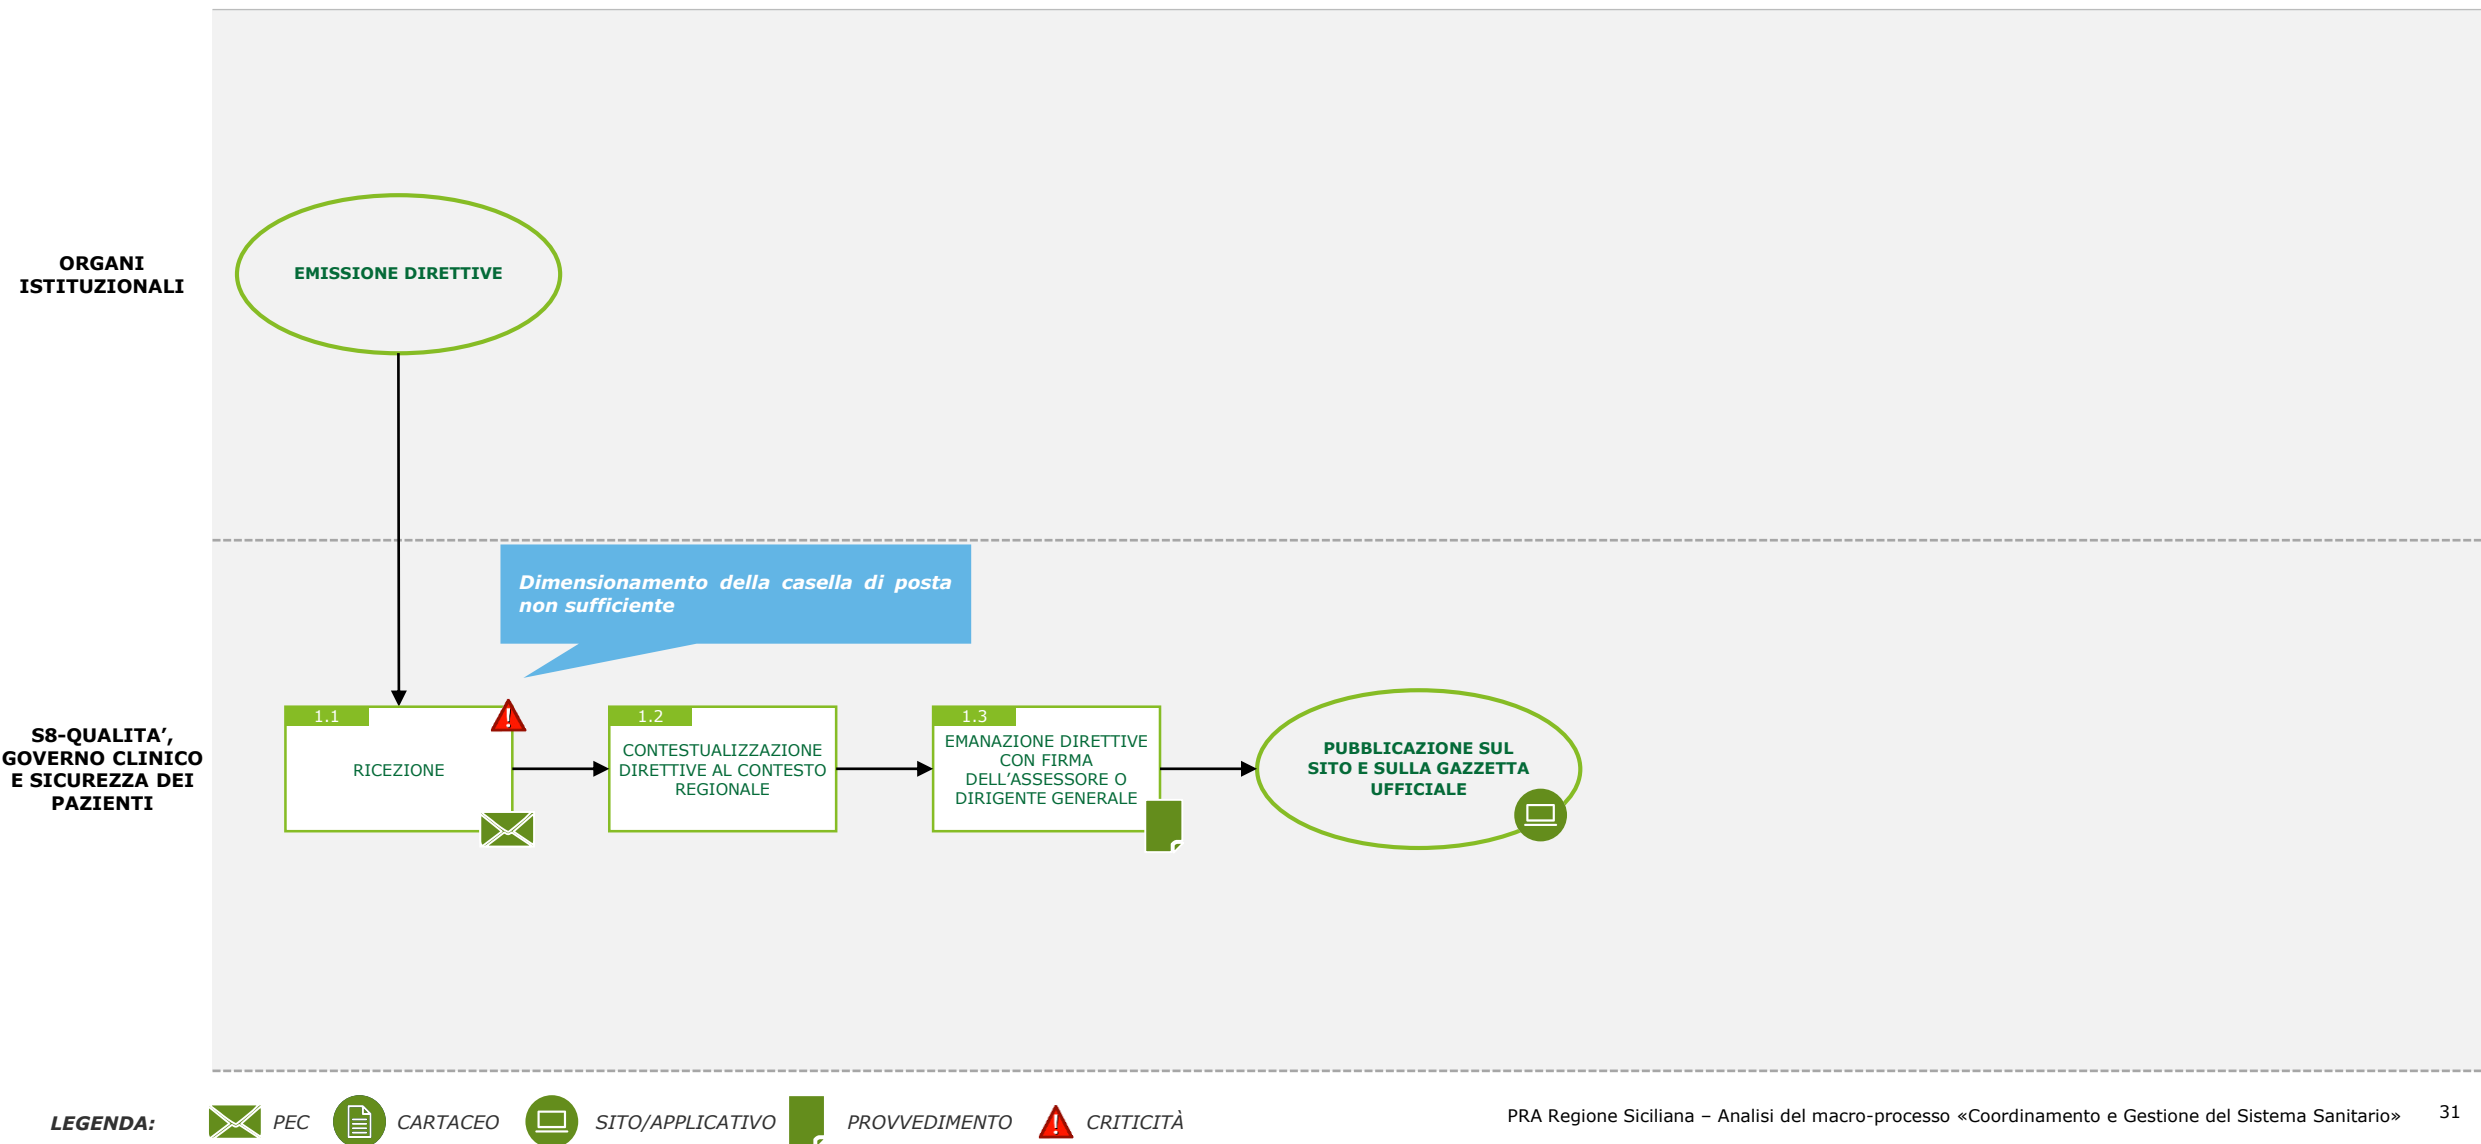 ORGANI
ISTITUZIONALI
EMISSIONE DIRETTIVE
Dimensionamento della casella di posta
non sufficiente
S8-QUALITA’,
GOVERNO CLINICO
E SICUREZZA DEI
PAZIENTI
1.1
RICEZIONE
1.2
CONTESTUALIZZAZIONE
DIRETTIVE AL CONTESTO
REGIONALE
1.3
EMANAZIONE DIRETTIVE
CON FIRMA
DELL’ASSESSORE O
DIRIGENTE GENERALE
PUBBLICAZIONE SUL
SITO E SULLA GAZZETTA
UFFICIALE
LEGENDA:
PEC
CARTACEO
SITO/APPLICATIVO
PROVVEDIMENTO
CRITICITÀ
PRA Regione Siciliana – Analisi del macro-processo «Coordinamento e Gestione del Sistema Sanitario»
31